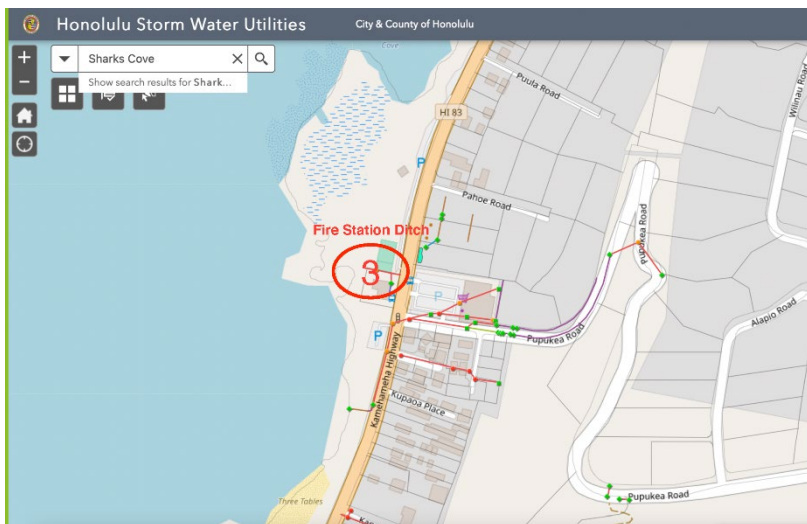 Honolulu Storm Water Utilities
City & County of Honolulu
+
Sharks Cove
Show search results for Shark...
−
Cove
Puula Road
Wilinau Road
HI 83
P
Pahoe Road
Pupukea Road
Fire Station Ditch
3
P
Alapio Road
P
Pupukea Road
Kamehameha Highway
Kupaoa Place
Three Tables
Pupukea Road